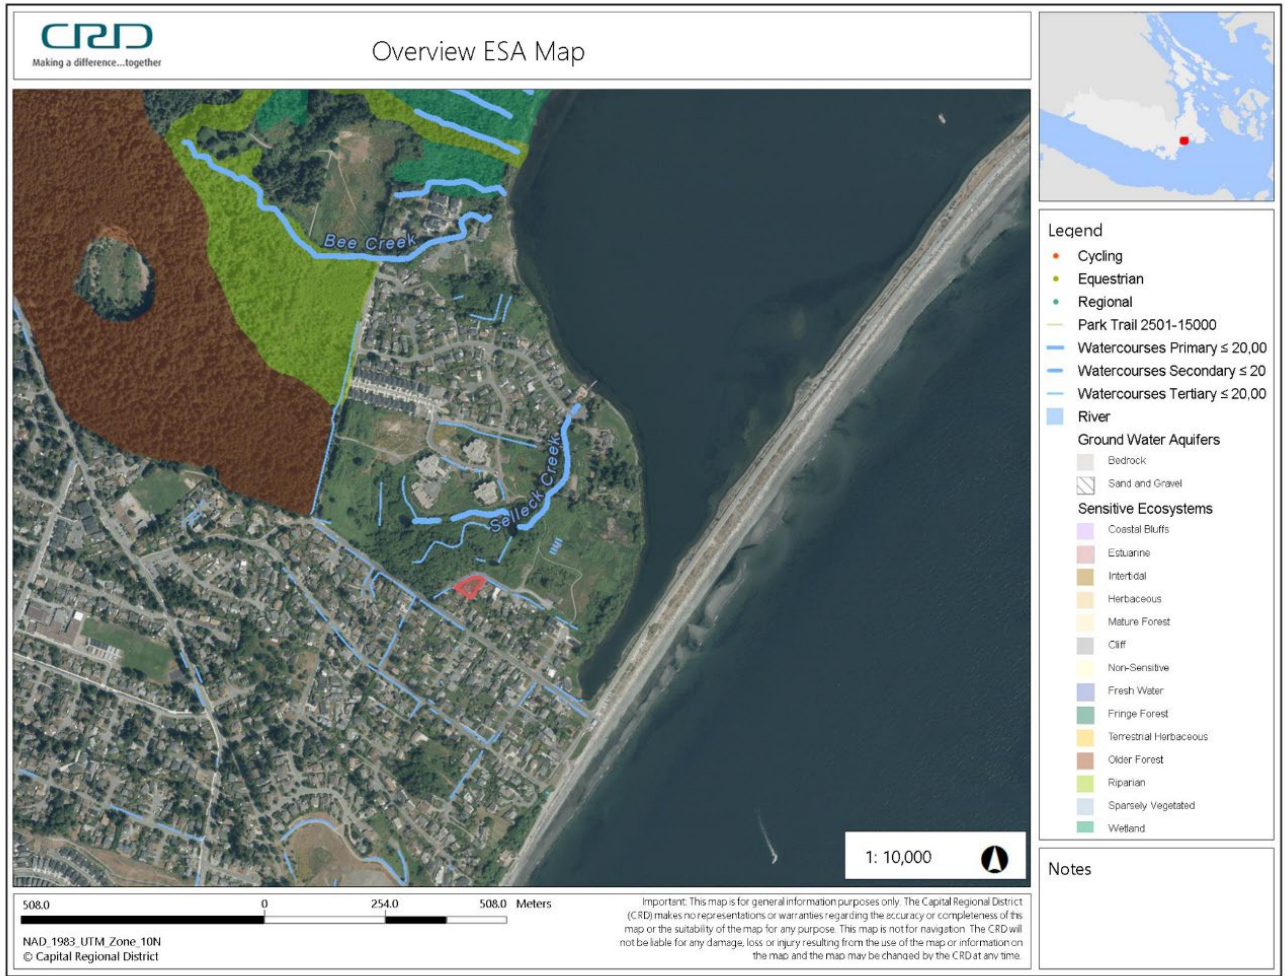 CRD
Making a difference...together
Overview ESA Map
Bee Creek
Selleck Creek
1: 10,000
Legend
Cycling
Equestrian
Regional
Park Trail 2501-15000
Watercourses Primary ≤ 20,00
Watercourses Secondary ≤ 20
Watercourses Tertiary ≤ 20,00
River
Ground Water Aquifers
Bedrock
Sand and Gravel
Sensitive Ecosystems
Coastal Bluffs
Estuarine
Intertidal
Herbaceous
Mature Forest
Cliff
Non-Sensitive
Fresh Water
Fringe Forest
Terrestrial Herbaceous
Older Forest
Riparian
Sparsely Vegetated
Wetland
Notes
508.0 0 254.0 508.0 Meters
NAD_1983_UTM_Zone_10N
© Capital Regional District
Important: This map is for general information purposes only. The Capital Regional District
(CRD) makes no representations or warranties regarding the accuracy or completeness of this
map or the suitability of the map for any purpose. This map is not for navigation. The CRD will
not be liable for any damage, loss or injury resulting from the use of the map or information on
the map and the map may be changed by the CRD at any time.